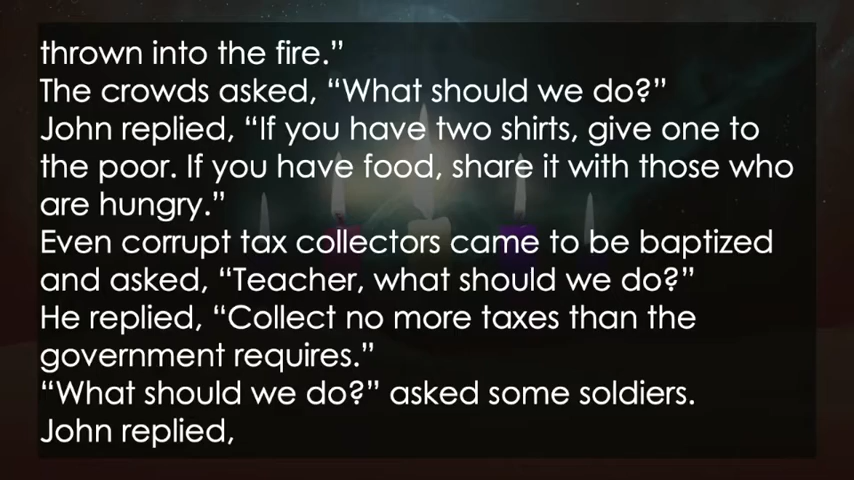 thrown into the fire.”
The crowds asked, “What should we do?”
John replied, “If you have two shirts, give one to
the poor. If you have food, share it with those who
are hungry.”
Even corrupt tax collectors came to be baptized
and asked, “Teacher, what should we do?”
He replied, “Collect no more taxes than the
government requires.”
“What should we do?” asked some soldiers.
John replied,